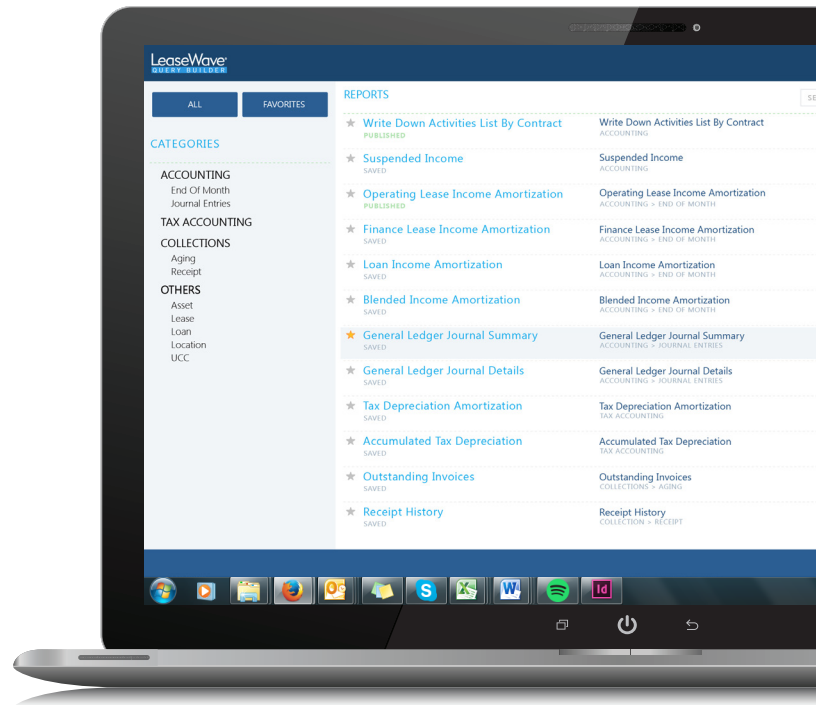 LeaseWave
QUERY BUILDER
ALL
FAVORITES
CATEGORIES
ACCOUNTING
End Of Month
Journal Entries
TAX ACCOUNTING
COLLECTIONS
Aging
Receipt
OTHERS
Asset
Lease
Loan
Location
UCC
REPORTS
SE
Write Down Activities List By Contract
PUBLISHED
Write Down Activities List By Contract
ACCOUNTING
Suspended Income
SAVED
Suspended Income
ACCOUNTING
Operating Lease Income Amortization
PUBLISHED
Operating Lease Income Amortization
ACCOUNTING > END OF MONTH
Finance Lease Income Amortization
SAVED
Finance Lease Income Amortization
ACCOUNTING > END OF MONTH
Loan Income Amortization
SAVED
Loan Income Amortization
ACCOUNTING > END OF MONTH
Blended Income Amortization
SAVED
Blended Income Amortization
ACCOUNTING > END OF MONTH
General Ledger Journal Summary
SAVED
General Ledger Journal Summary
ACCOUNTING > JOURNAL ENTRIES
General Ledger Journal Details
SAVED
General Ledger Journal Details
ACCOUNTING > JOURNAL ENTRIES
Tax Depreciation Amortization
SAVED
Tax Depreciation Amortization
TAX ACCOUNTING
Accumulated Tax Depreciation
SAVED
Accumulated Tax Depreciation
TAX ACCOUNTING
Outstanding Invoices
SAVED
Outstanding Invoices
COLLECTIONS > AGING
Receipt History
SAVED
Receipt History
COLLECTION > RECEIPT
Id